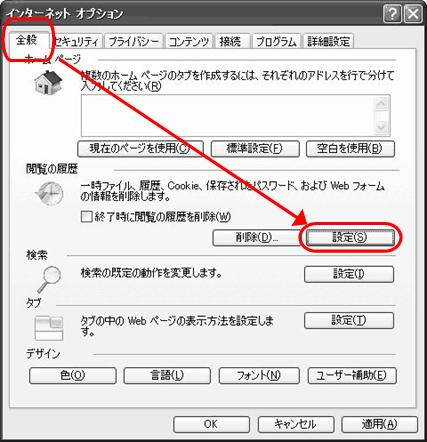 インターネット オプション
全般 セキュリティ プライバシー コンテンツ 接続 プログラム 詳細設定
ホーム ページ
複数のホーム ページのタブを作成するには、それぞれのアドレスを行で分けて
入力してください(R)
現在のページを使用(C) 標準設定(F) 空白を使用(B)
閲覧の履歴
一時ファイル、履歴、Cookie、保存されたパスワード、および Web フォーム
の情報を削除します。
終了時に閲覧の履歴を削除(W)
削除(D)... 設定(S)
検索
検索の既定の動作を変更します。 設定(I)
タブ
タブの中の Web ページの表示方法を設定しま
す。 設定(T)
デザイン
色(O) 言語(L) フォント(N) ユーザー補助(E)
OK キャンセル 適用(A)